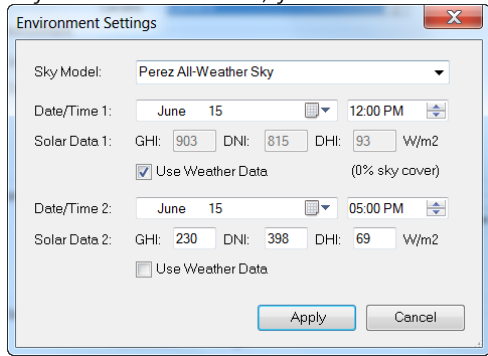 Environment Settings
Sky Model: Perez All-Weather Sky
Date/Time 1: June 15 12:00 PM
Solar Data 1: GHI: 903 DNI: 815 DHI: 93 W/m2
Use Weather Data (0% sky cover)
Date/Time 2: June 15 05:00 PM
Solar Data 2: GHI: 230 DNI: 398 DHI: 69 W/m2
Use Weather Data
Apply Cancel